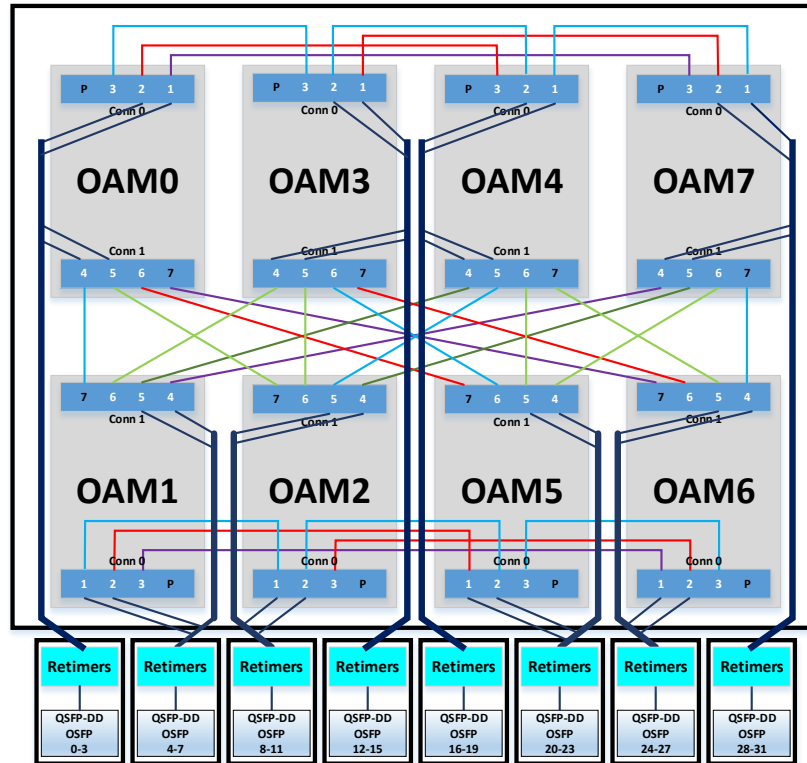 P 3 2 1
Conn 0
OAM0
Conn 1
4 5 6 7
P 3 2 1
Conn 0
OAM3
Conn 1
4 5 6 7
P 3 2 1
Conn 0
OAM4
Conn 1
4 5 6 7
P 3 2 1
Conn 0
OAM7
Conn 1
4 5 6 7
7 6 5 4
Conn 1
OAM1
Conn 0
1 2 3 P
7 6 5 4
Conn 1
OAM2
Conn 0
1 2 3 P
7 6 5 4
Conn 1
OAM5
Conn 0
1 2 3 P
7 6 5 4
Conn 1
OAM6
Conn 0
1 2 3 P
Retimers
QSFP-DD
OSFP
0-3
Retimers
QSFP-DD
OSFP
4-7
Retimers
QSFP-DD
OSFP
8-11
Retimers
QSFP-DD
OSFP
12-15
Retimers
QSFP-DD
OSFP
16-19
Retimers
QSFP-DD
OSFP
20-23
Retimers
QSFP-DD
OSFP
24-27
Retimers
QSFP-DD
OSFP
28-31